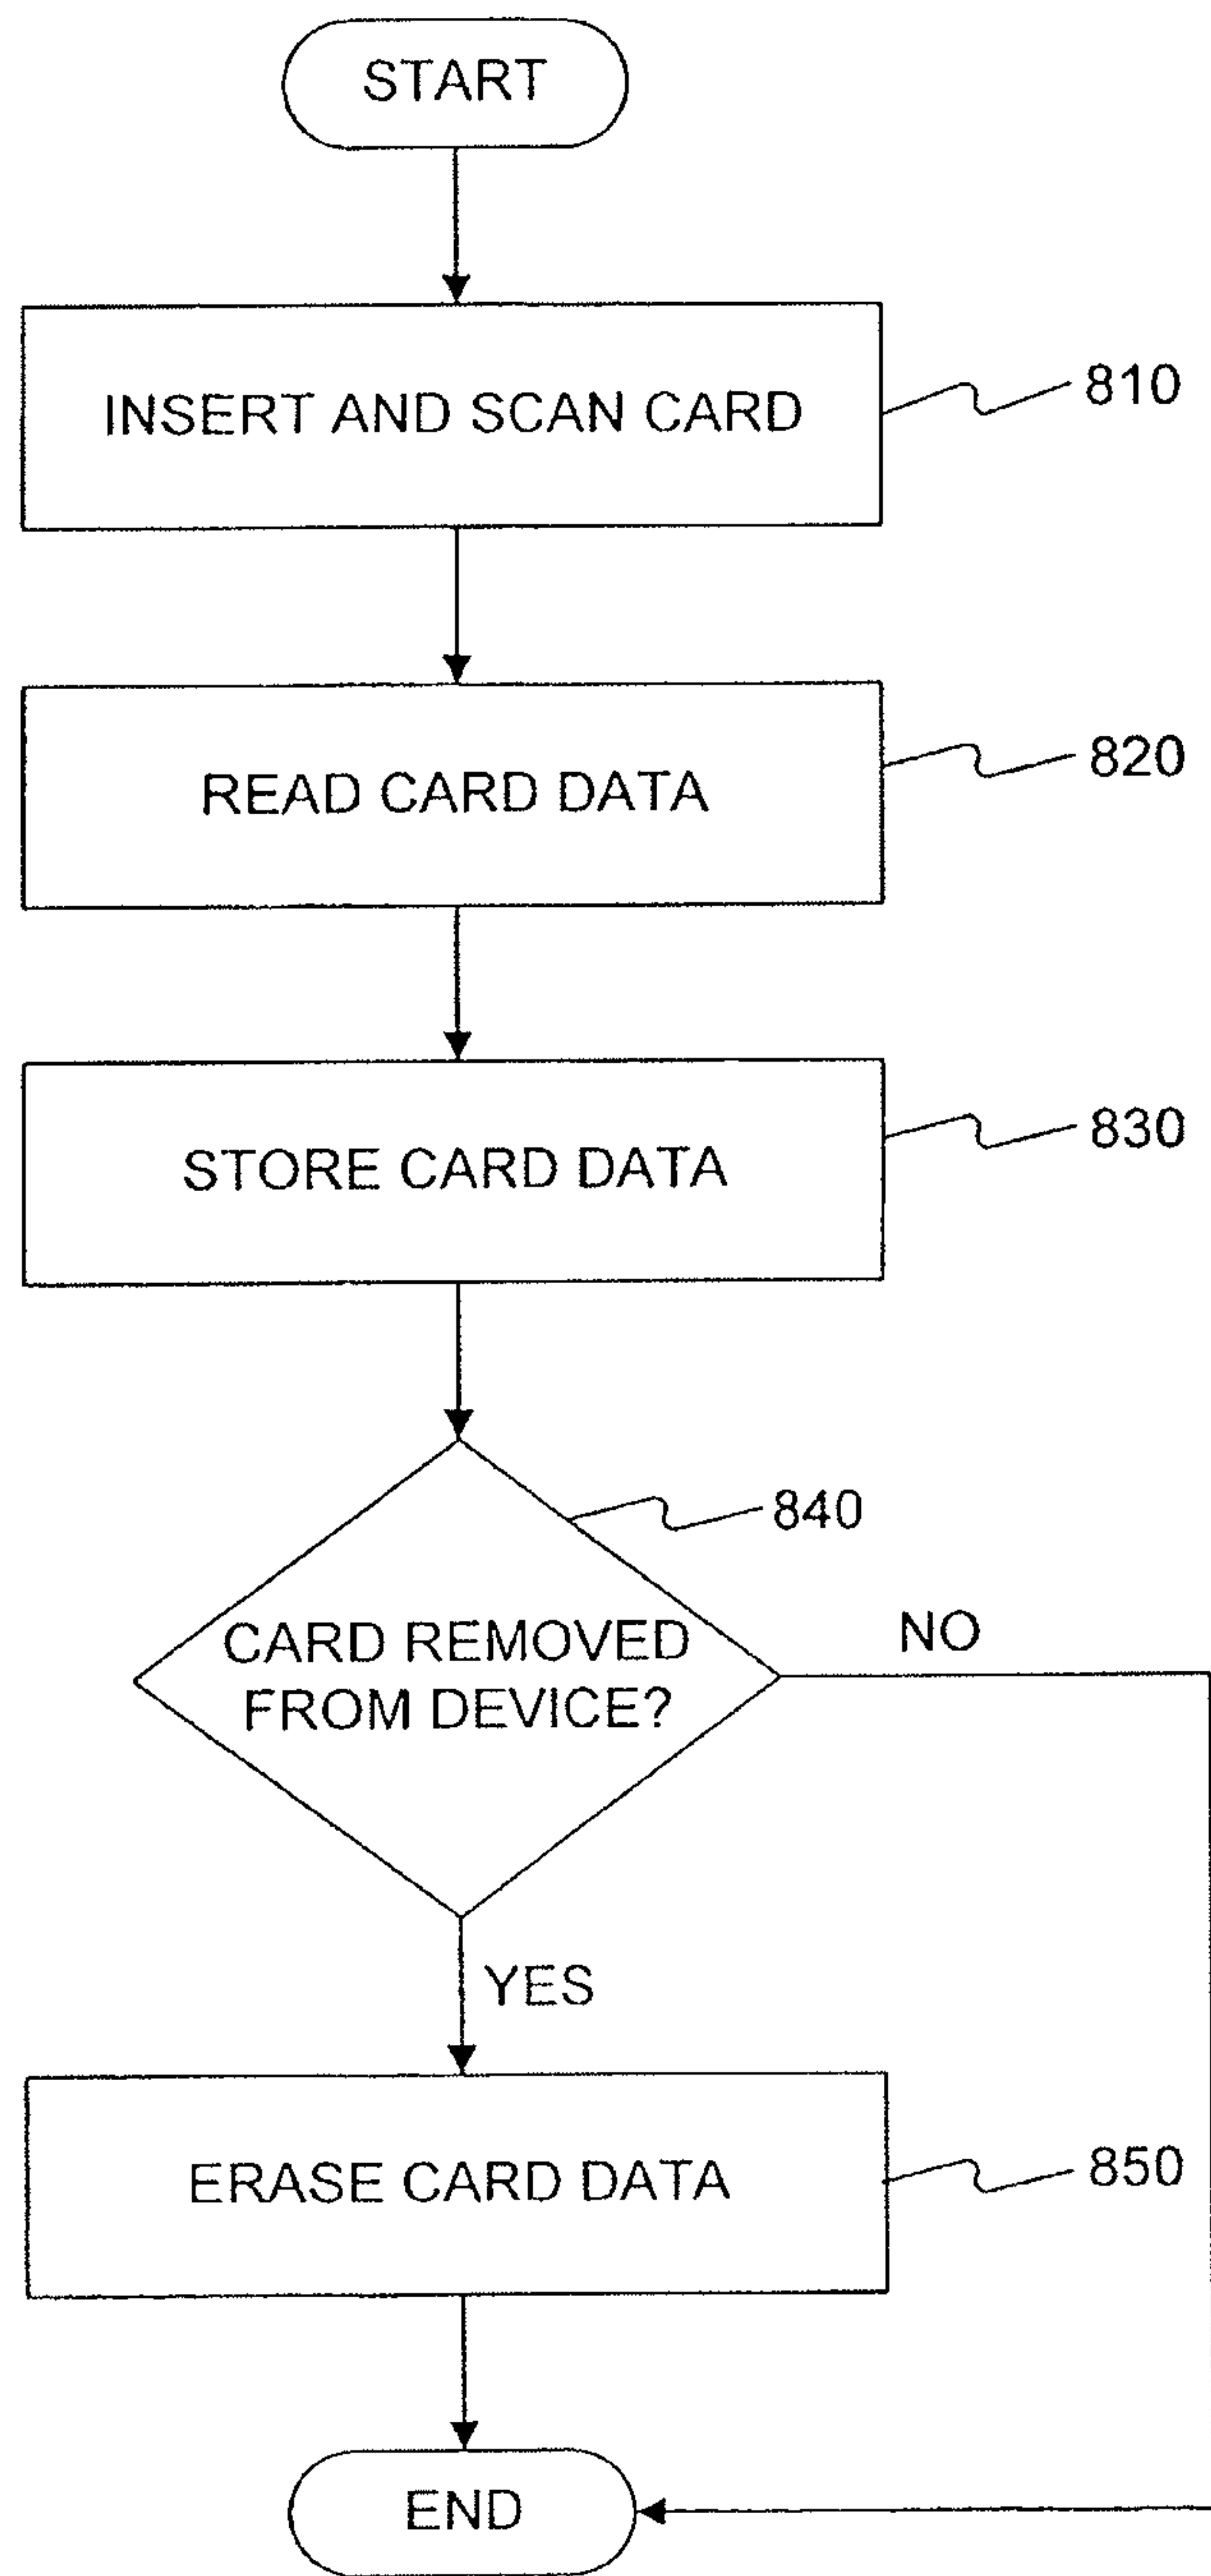 START
INSERT AND SCAN CARD
810
READ CARD DATA
820
STORE CARD DATA
830
840
CARD REMOVED
FROM DEVICE?
NO
YES
ERASE CARD DATA
850
END